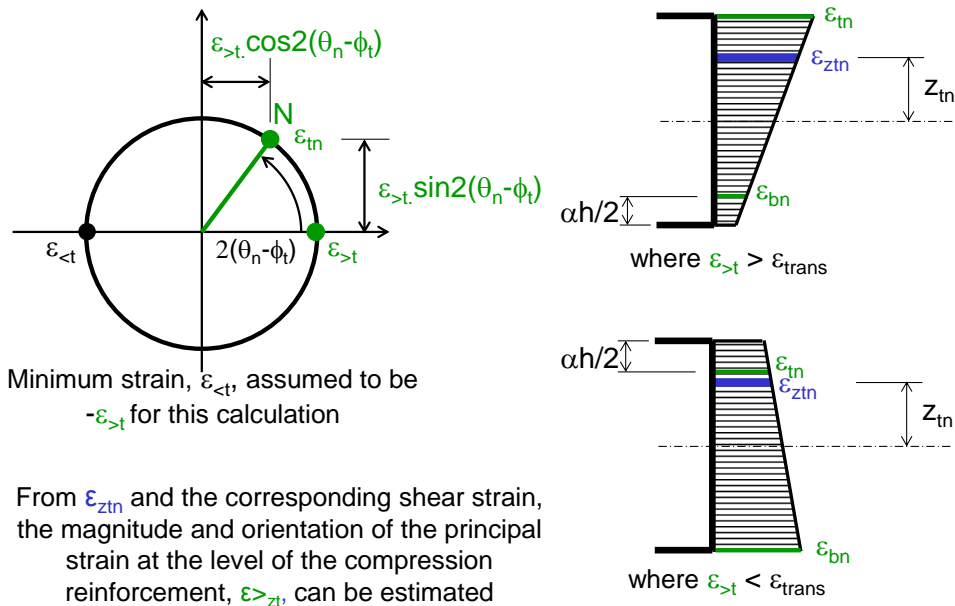 ε>t.cos2(θn-ϕt)
N
εtn
ε>t.sin2(θn-ϕt)
ε<t
2(θn-ϕt)
ε>t
Minimum strain, ε<t, assumed to be
-ε>t for this calculation
From εztn and the corresponding shear strain,
the magnitude and orientation of the principal
strain at the level of the compression
reinforcement, ε>zt, can be estimated
εtn
εztn
ztn
εbn
αh/2
where ε>t > εtrans
αh/2
εtn
εztn
ztn
εbn
where ε>t < εtrans